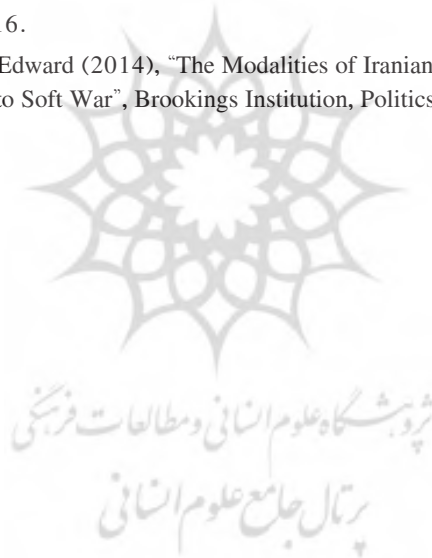 16.
Edward (2014), “The Modalities of Iranian
to Soft War”, Brookings Institution, Politics
پژوهشگاه علوم انسانی و مطالعات فرهنگی
پرتال جامع علوم انسانی